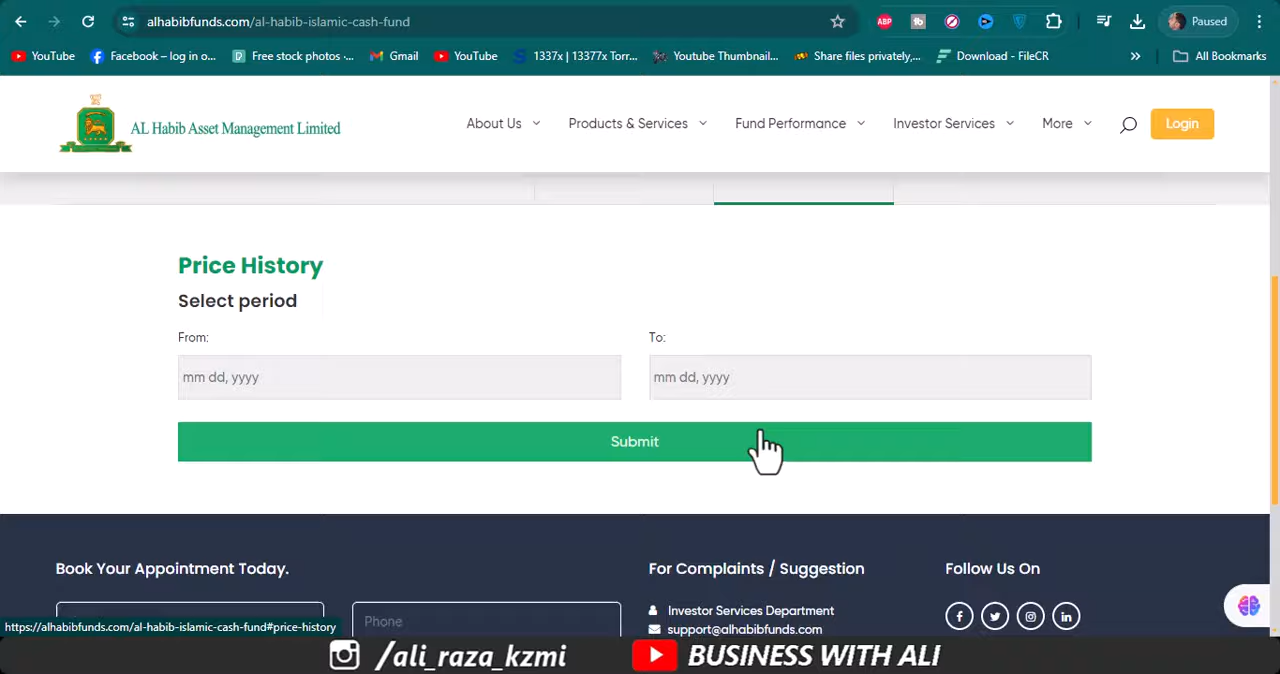 alhabibfunds.com/al-habib-islamic-cash-fund
ABP
Paused
YouTube
Facebook – log in o...
Free stock photos -...
Gmail
YouTube
1337x | 13377x Torr...
Youtube Thumbnail...
Share files privately,...
Download - FileCR
All Bookmarks
AL Habib Asset Management Limited
About Us
Products & Services
Fund Performance
Investor Services
More
Login
Price History
Select period
From:
To:
mm dd, yyyy
mm dd, yyyy
Submit
Book Your Appointment Today.
For Complaints / Suggestion
Follow Us On
Investor Services Department
Phone
support@alhabibfunds.com
https://alhabibfunds.com/al-habib-islamic-cash-fund#price-history
/ali_raza_kzmi
BUSINESS WITH ALI